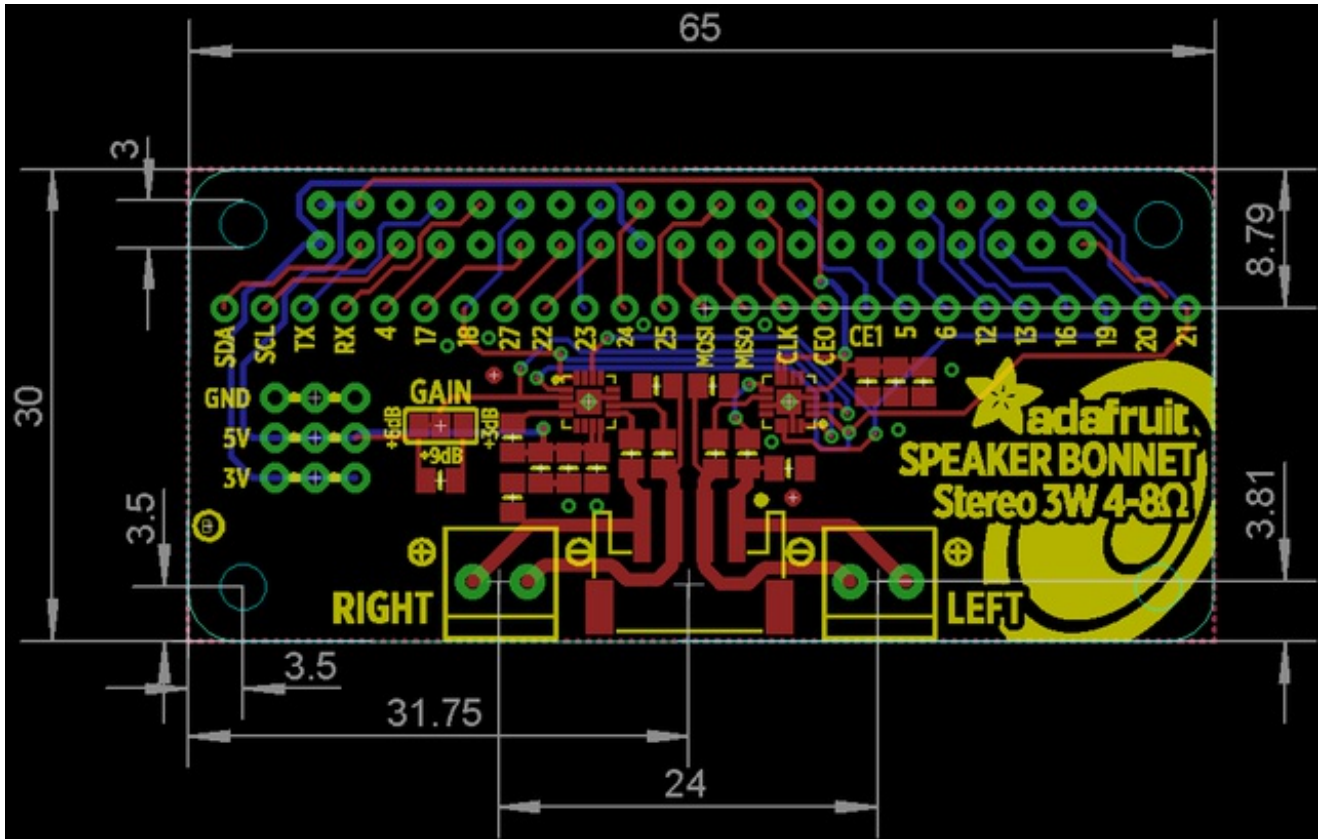 65
3
8.79
30
SDA SCL TX RX 4 17 18 27 22 23 24 25 MOSI MISO CLK CE0 CE1 5 6 12 13 16 19 20 21
GND
5V
3V
GAIN
+6dB
+3dB
+9dB
adafruit
SPEAKER BONNET
Stereo 3W 4-8Ω
3.5
3.81
RIGHT
LEFT
3.5
31.75
24